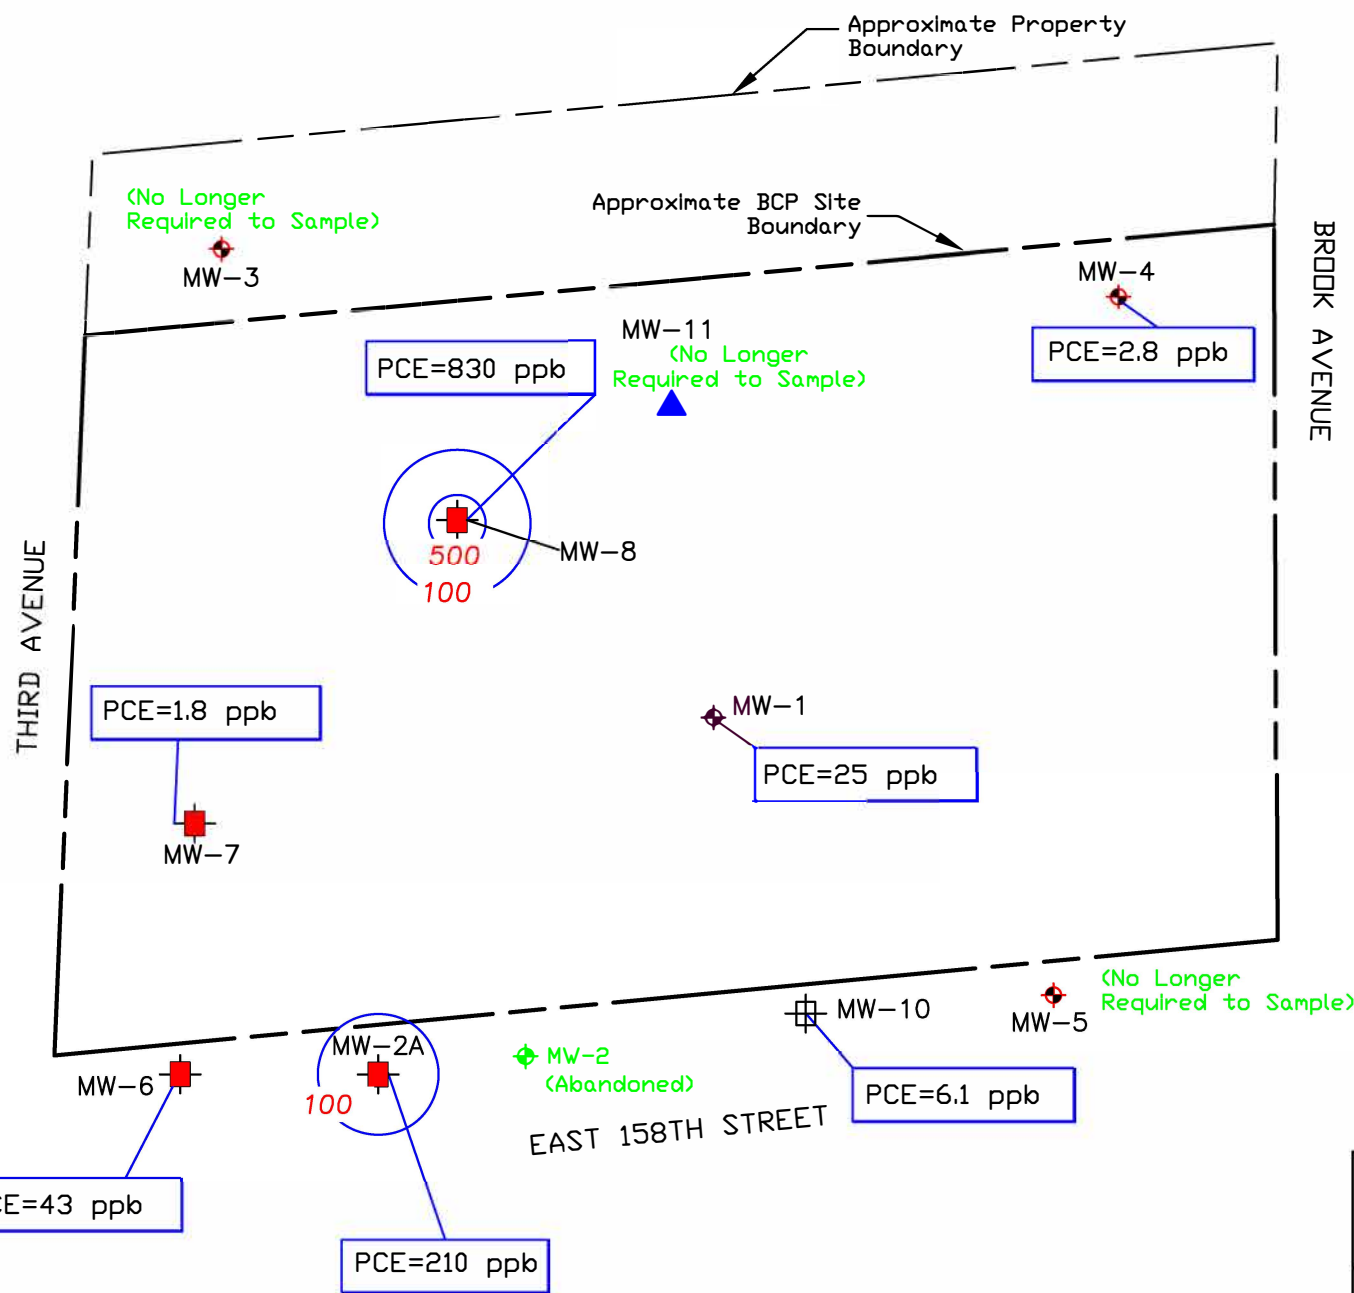 Approximate Property
Boundary
(No Longer
Required to Sample)
MW-3
Approximate BCP Site
Boundary
MW-4
PCE=2.8 ppb
BROOK AVENUE
MW-11
(No Longer
Required to Sample)
PCE=830 ppb
500
100
MW-8
THIRD AVENUE
PCE=1.8 ppb
MW-7
MW-1
PCE=25 ppb
(No Longer
Required to Sample)
MW-5
MW-10
PCE=6.1 ppb
MW-2A
100
MW-2
(Abandoned)
MW-6
EAST 158TH STREET
CE=43 ppb
PCE=210 ppb